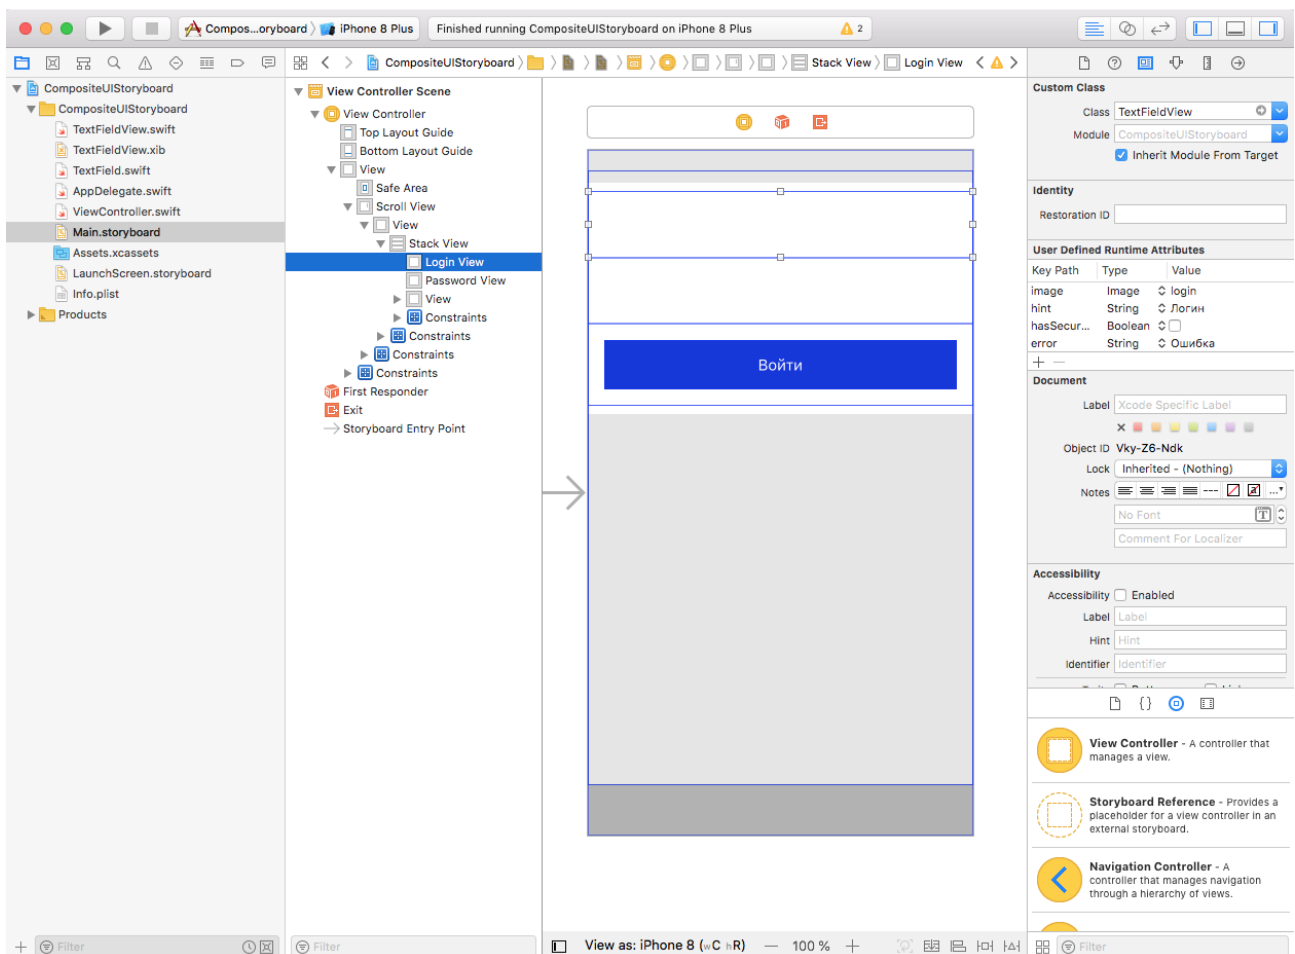 Compos...oryboard
iPhone 8 Plus
Finished running CompositeUIStoryboard on iPhone 8 Plus
2
CompositeUIStoryboard
Stack View
Login View
CompositeUIStoryboard
CompositeUIStoryboard
TextFieldView.swift
TextFieldView.xib
TextField.swift
AppDelegate.swift
ViewController.swift
Main.storyboard
Assets.xcassets
LaunchScreen.storyboard
Info.plist
Products
Filter
View Controller Scene
View Controller
Top Layout Guide
Bottom Layout Guide
View
Safe Area
Scroll View
View
Stack View
Login View
Password View
View
Constraints
Constraints
Constraints
Constraints
First Responder
Exit
Storyboard Entry Point
Filter
Войти
View as: iPhone 8 (wC hR)
100 %
Custom Class
Class TextFieldView
Module CompositeUIStoryboard
Inherit Module From Target
Identity
Restoration ID
User Defined Runtime Attributes
Key Path Type Value
image Image login
hint String Логин
hasSecur... Boolean
error String Ошибка
Document
Label Xcode Specific Label
Object ID Vky-Z6-Ndk
Lock Inherited - (Nothing)
Notes
No Font
Comment For Localizer
Accessibility
Accessibility Enabled
Label Label
Hint Hint
Identifier Identifier
View Controller - A controller that
manages a view.
Storyboard Reference - Provides a
placeholder for a view controller in an
external storyboard.
Navigation Controller - A
controller that manages navigation
through a hierarchy of views.
Filter